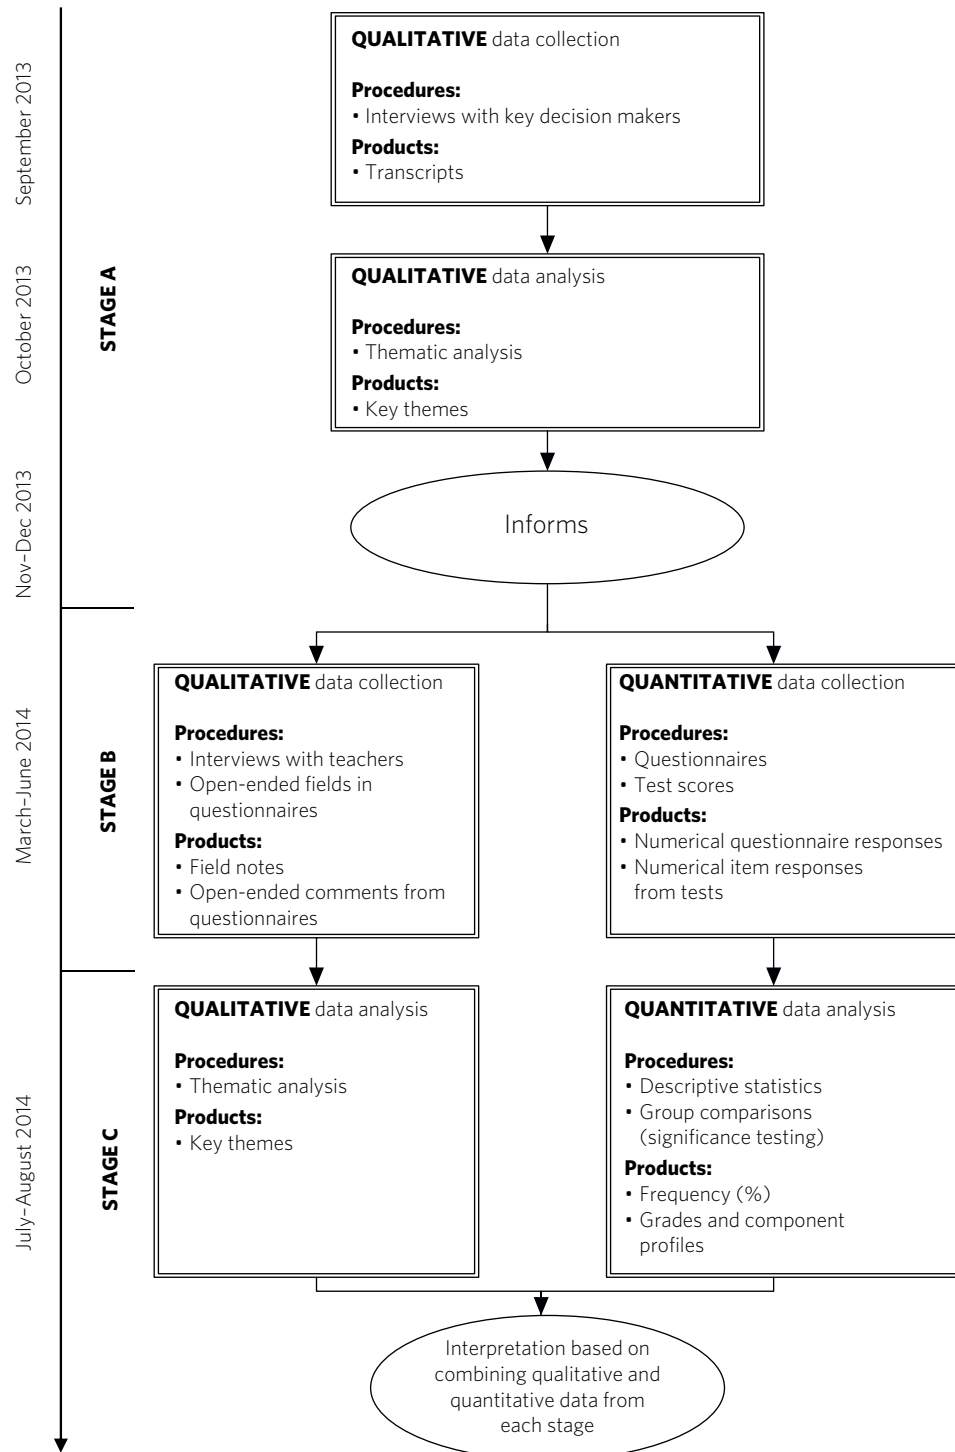 September 2013
October 2013
Nov–Dec 2013
March–June 2014
July–August 2014
STAGE A
STAGE B
STAGE C
QUALITATIVE data collection
Procedures:
• Interviews with key decision makers
Products:
• Transcripts
QUALITATIVE data analysis
Procedures:
• Thematic analysis
Products:
• Key themes
Informs
QUALITATIVE data collection
Procedures:
• Interviews with teachers
• Open-ended fields in
questionnaires
Products:
• Field notes
• Open-ended comments from
questionnaires
QUANTITATIVE data collection
Procedures:
• Questionnaires
• Test scores
Products:
• Numerical questionnaire responses
• Numerical item responses
from tests
QUALITATIVE data analysis
Procedures:
• Thematic analysis
Products:
• Key themes
QUANTITATIVE data analysis
Procedures:
• Descriptive statistics
• Group comparisons
(significance testing)
Products:
• Frequency (%)
• Grades and component
profiles
Interpretation based on
combining qualitative and
quantitative data from
each stage